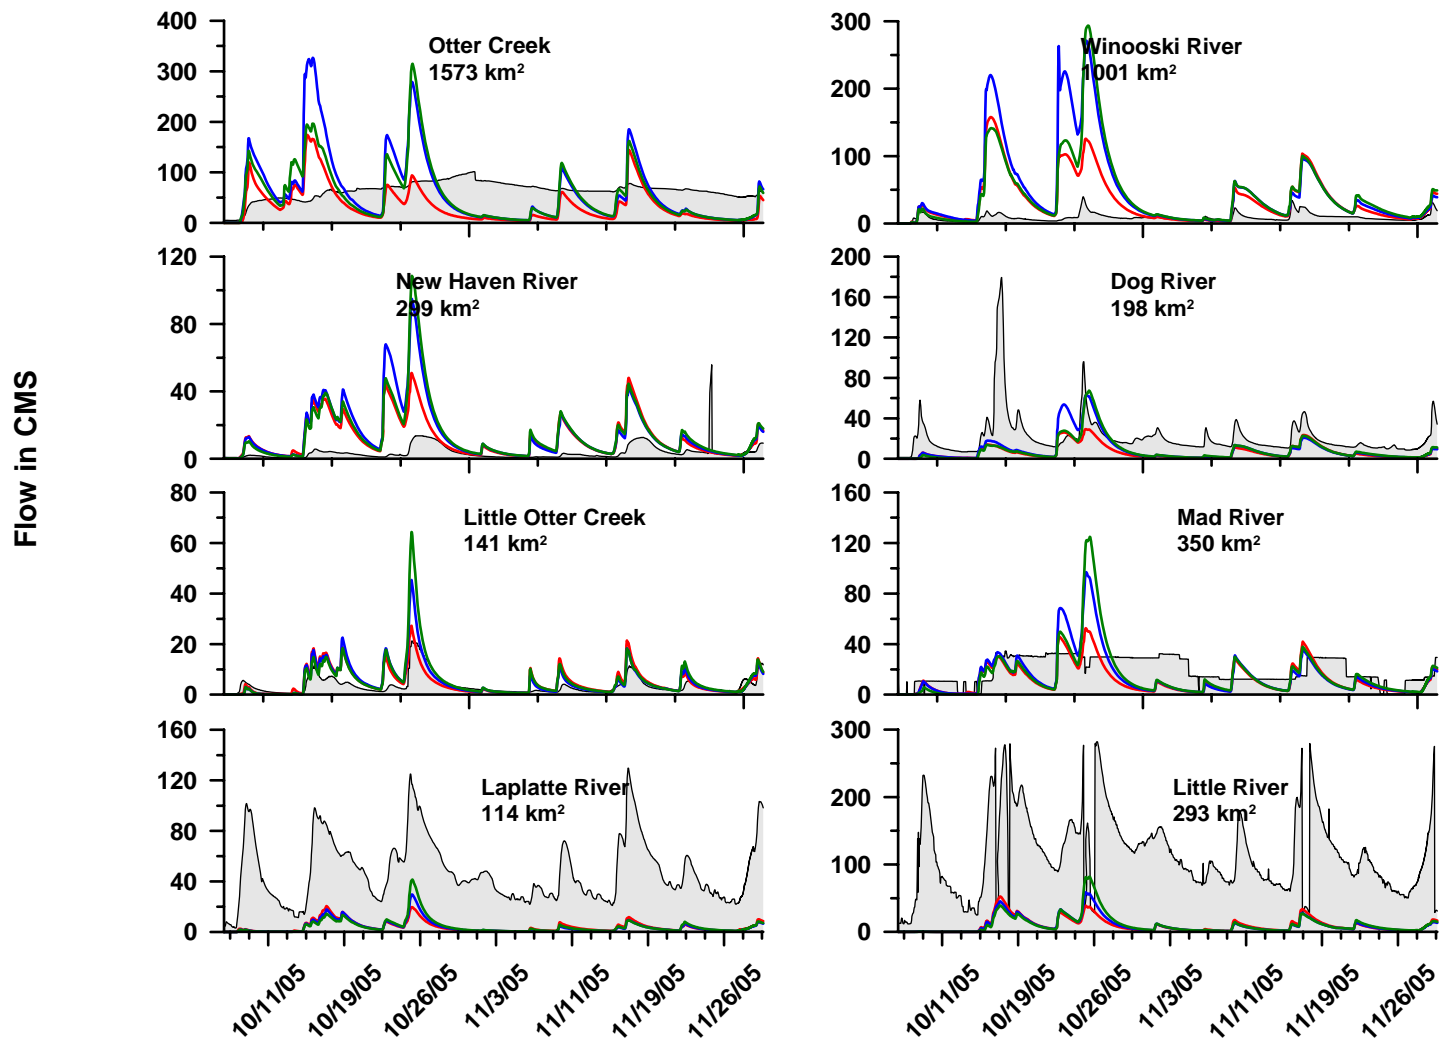 Flow in CMS
400
300
200
100
0
Otter Creek
1573 km²
300
200
100
0
Winooski River
1001 km²
120
80
40
0
New Haven River
299 km²
200
160
120
80
40
0
Dog River
198 km²
80
60
40
20
0
Little Otter Creek
141 km²
160
120
80
40
0
Mad River
350 km²
160
120
80
40
0
Laplatte River
114 km²
300
200
100
0
Little River
293 km²
10/11/05 10/19/05 10/26/05 11/3/05 11/11/05 11/19/05 11/26/05
10/11/05 10/19/05 10/26/05 11/3/05 11/11/05 11/19/05 11/26/05